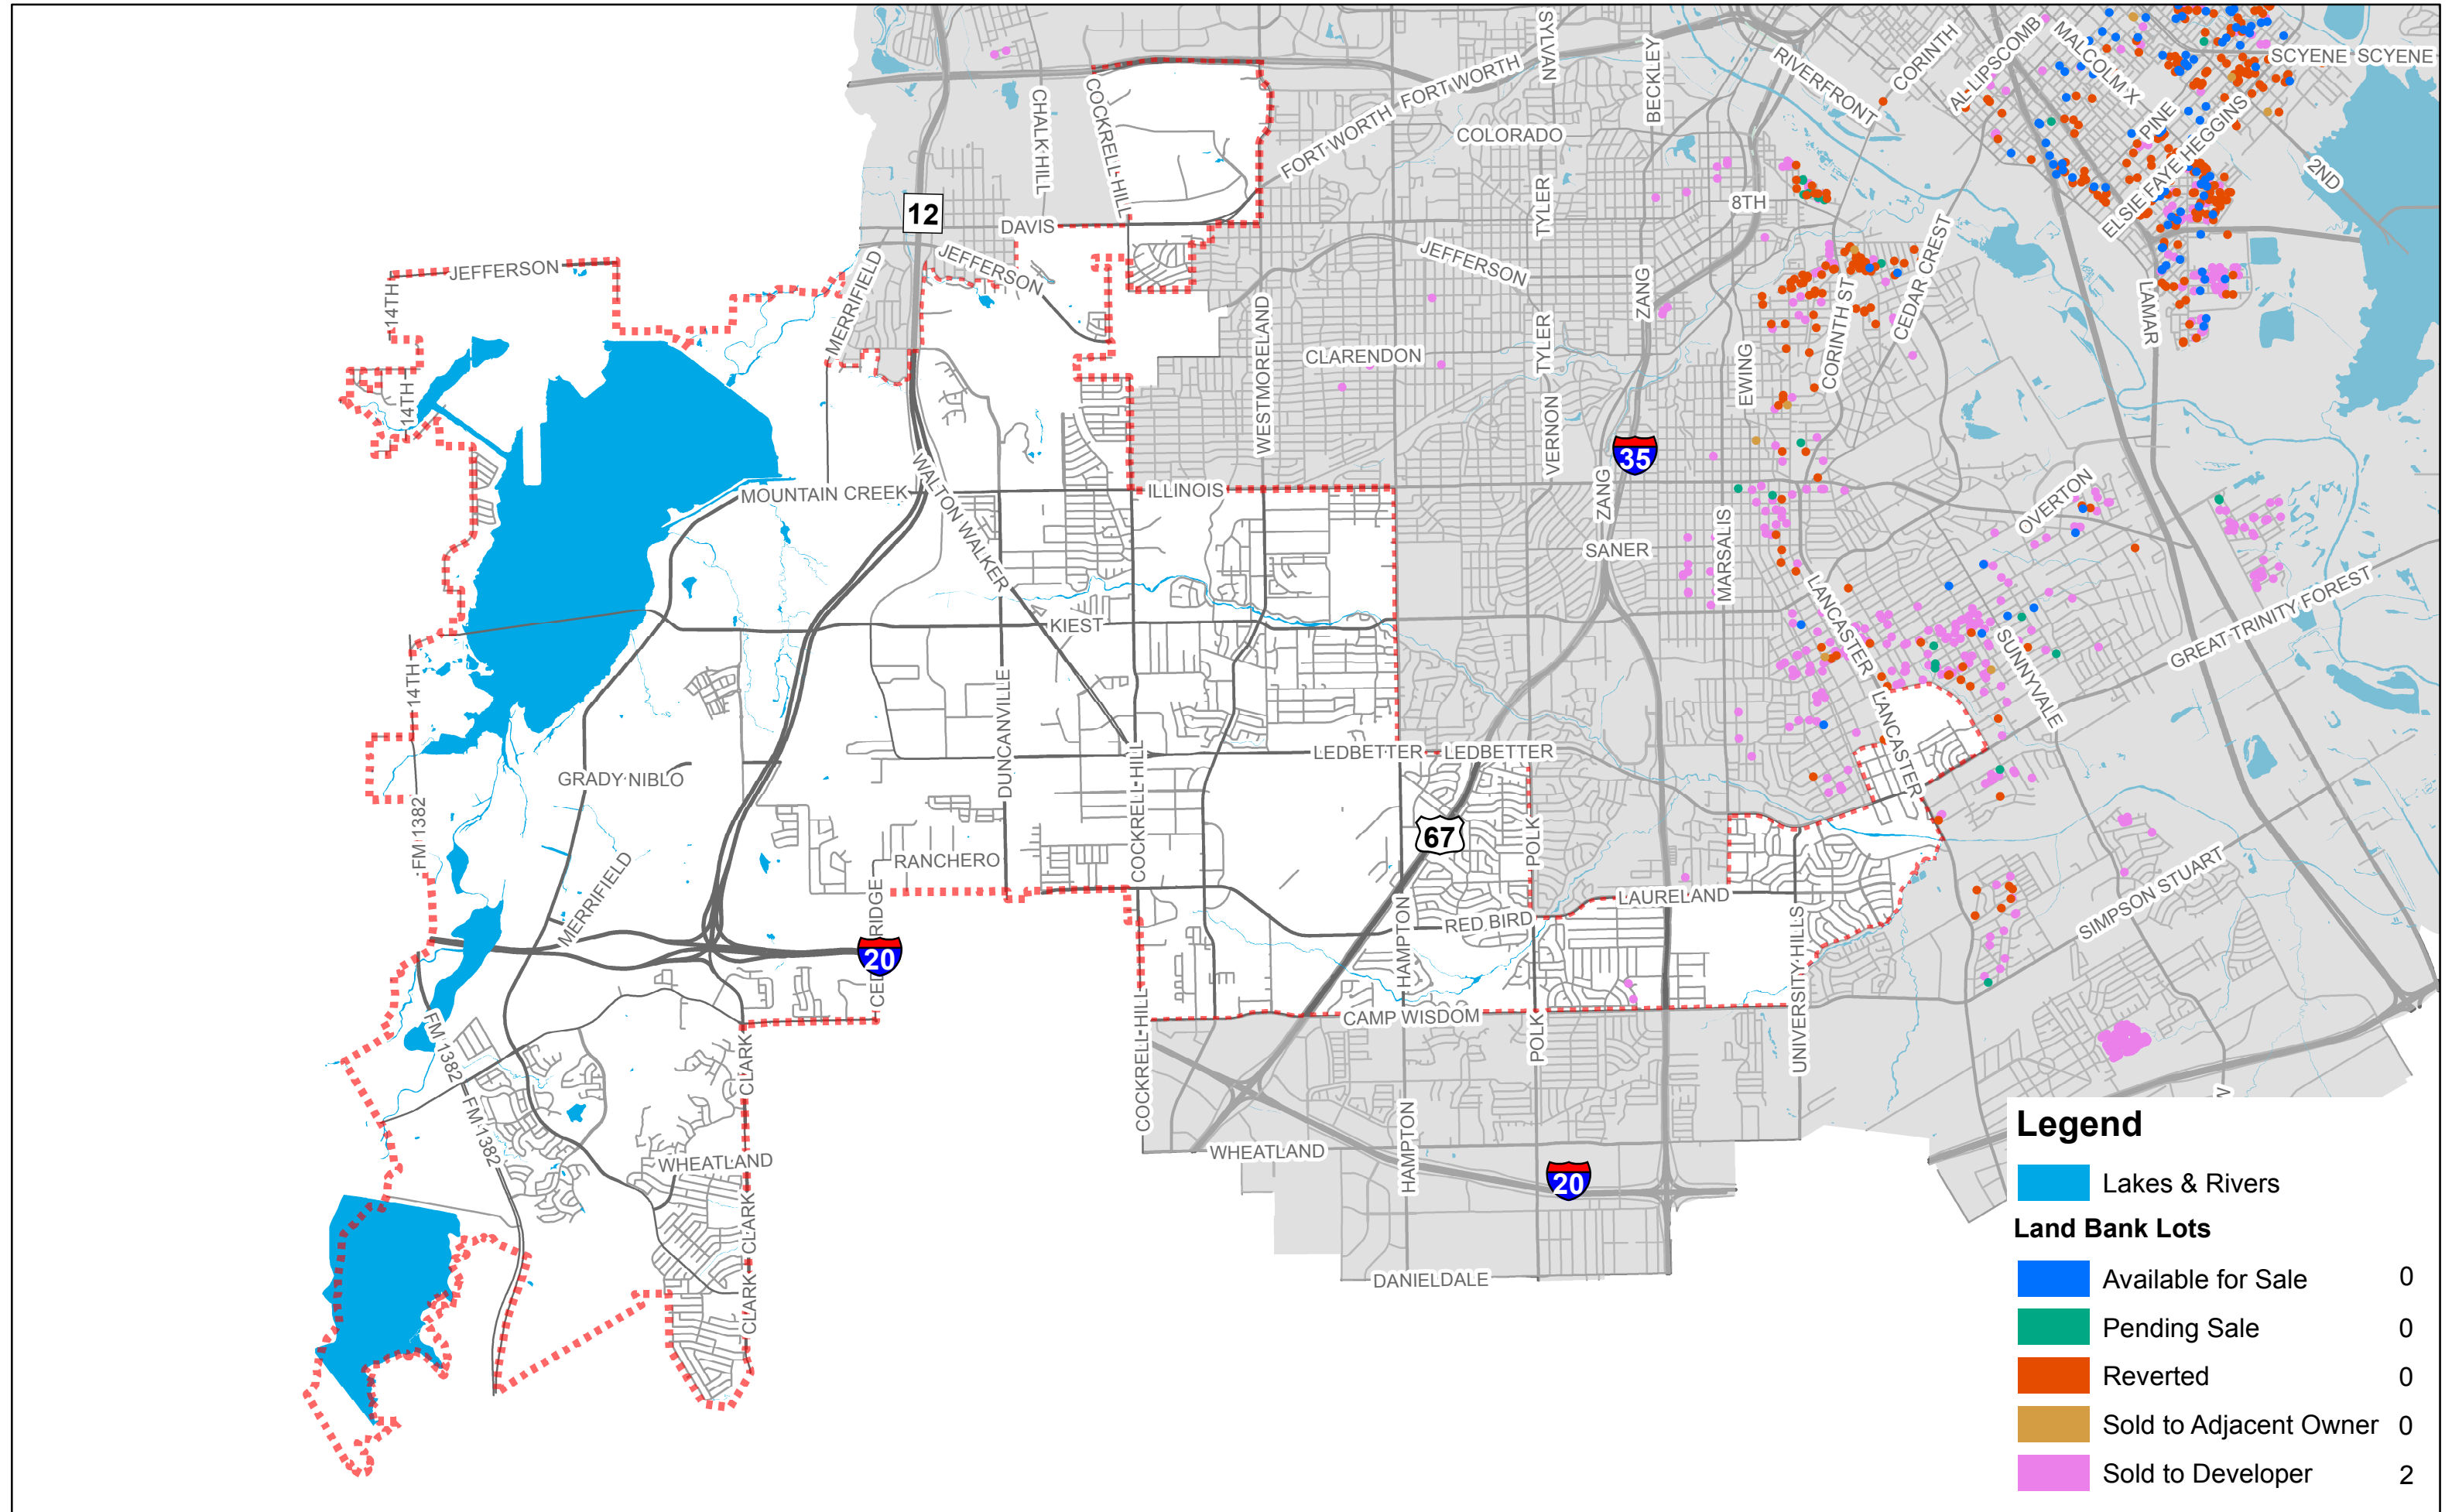 SYLVAN
BECKLEY
RIVERFRONT
CORINTH
AL LIPSCOMB
MALCOLM X
SCYENE
SCYENE
CHALK HILL
COCKRELL HILL
FORT WORTH
FORT WORTH
COLORADO
PINE
ELSIE FAYE HEGGINS
2ND
12
DAVIS
TYLER
8TH
CEDAR CREST
JEFFERSON
14TH
MERRIFIELD
JEFFERSON
JEFFERSON
WESTMORELAND
ZANG
LAMAR
CLARENDON
TYLER
EWING
CORINTH ST
14TH
VERNON
35
WALTON WALKER
MOUNTAIN CREEK
ILLINOIS
ZANG
OVERTON
SANER
MARSALIS
KIEST
LANCASTER
SUNNYVALE
GREAT TRINITY FOREST
14TH
DUNCANVILLE
LANCASTER
LEDBETTER
LEDBETTER
GRADY NIBLO
COCKRELL HILL
FM 1382
67
POLK
RANCHERO
MERRIFIELD
LAURELAND
RED BIRD
HAMPTON
SIMPSON STUART
UNIVERSITY HILLS
20
FM 1382
CLARK
COCKRELL HILL
CAMP WISDOM
POLK
FM 1382
WHEATLAND
WHEATLAND
HAMPTON
20
CLARK
CLARK
DANIELDALE
Legend
Lakes & Rivers
Land Bank Lots
Available for Sale 0
Pending Sale 0
Reverted 0
Sold to Adjacent Owner 0
Sold to Developer 2